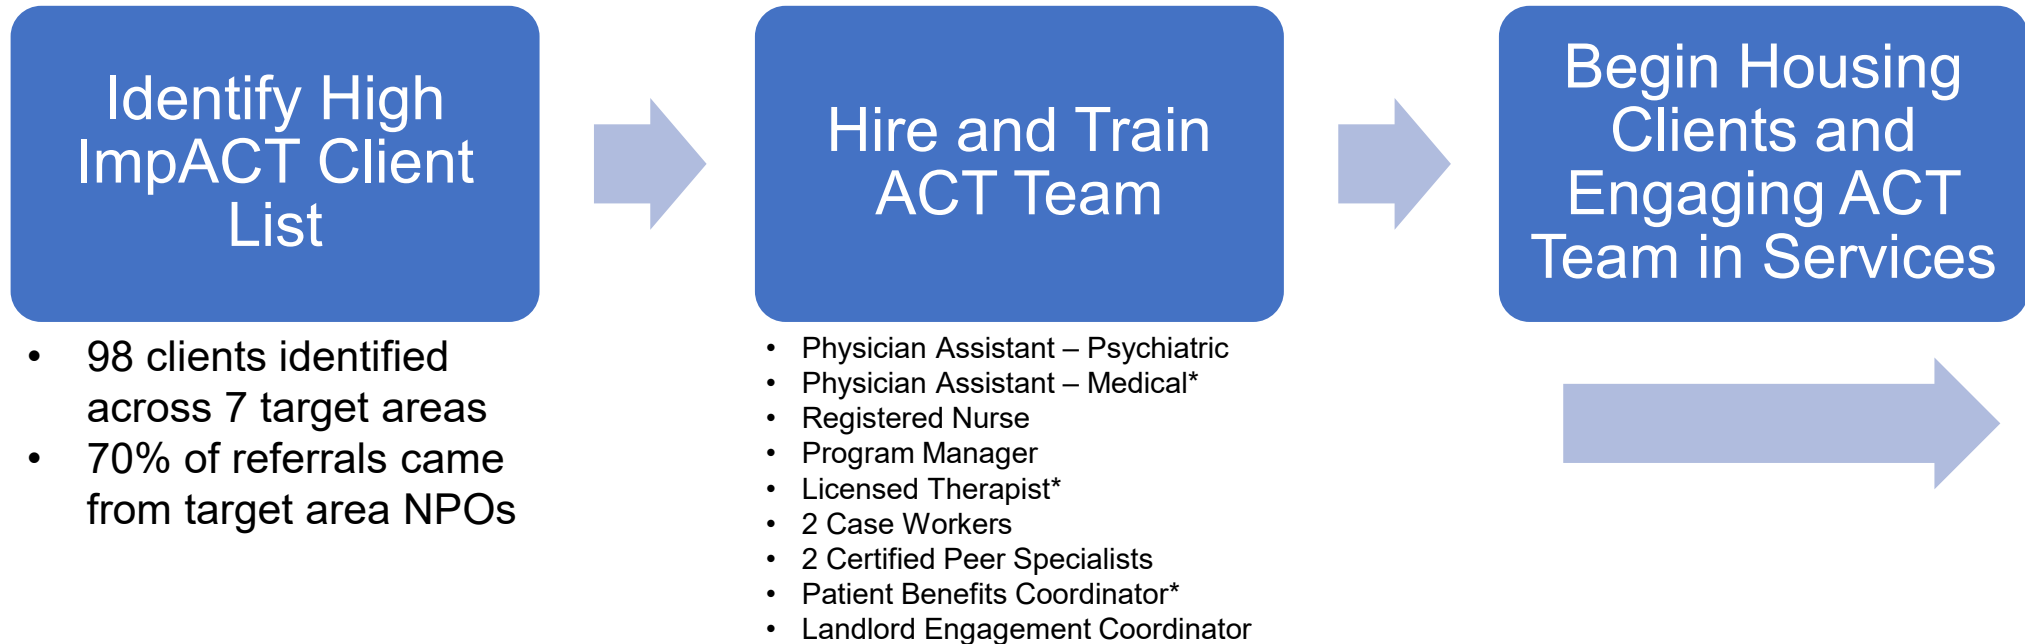 Identify High
ImpACT Client
List
• 98 clients identified
across 7 target areas
• 70% of referrals came
from target area NPOs
Hire and Train
ACT Team
• Physician Assistant – Psychiatric
• Physician Assistant – Medical*
• Registered Nurse
• Program Manager
• Licensed Therapist*
• 2 Case Workers
• 2 Certified Peer Specialists
• Patient Benefits Coordinator*
• Landlord Engagement Coordinator
Begin Housing
Clients and
Engaging ACT
Team in Services